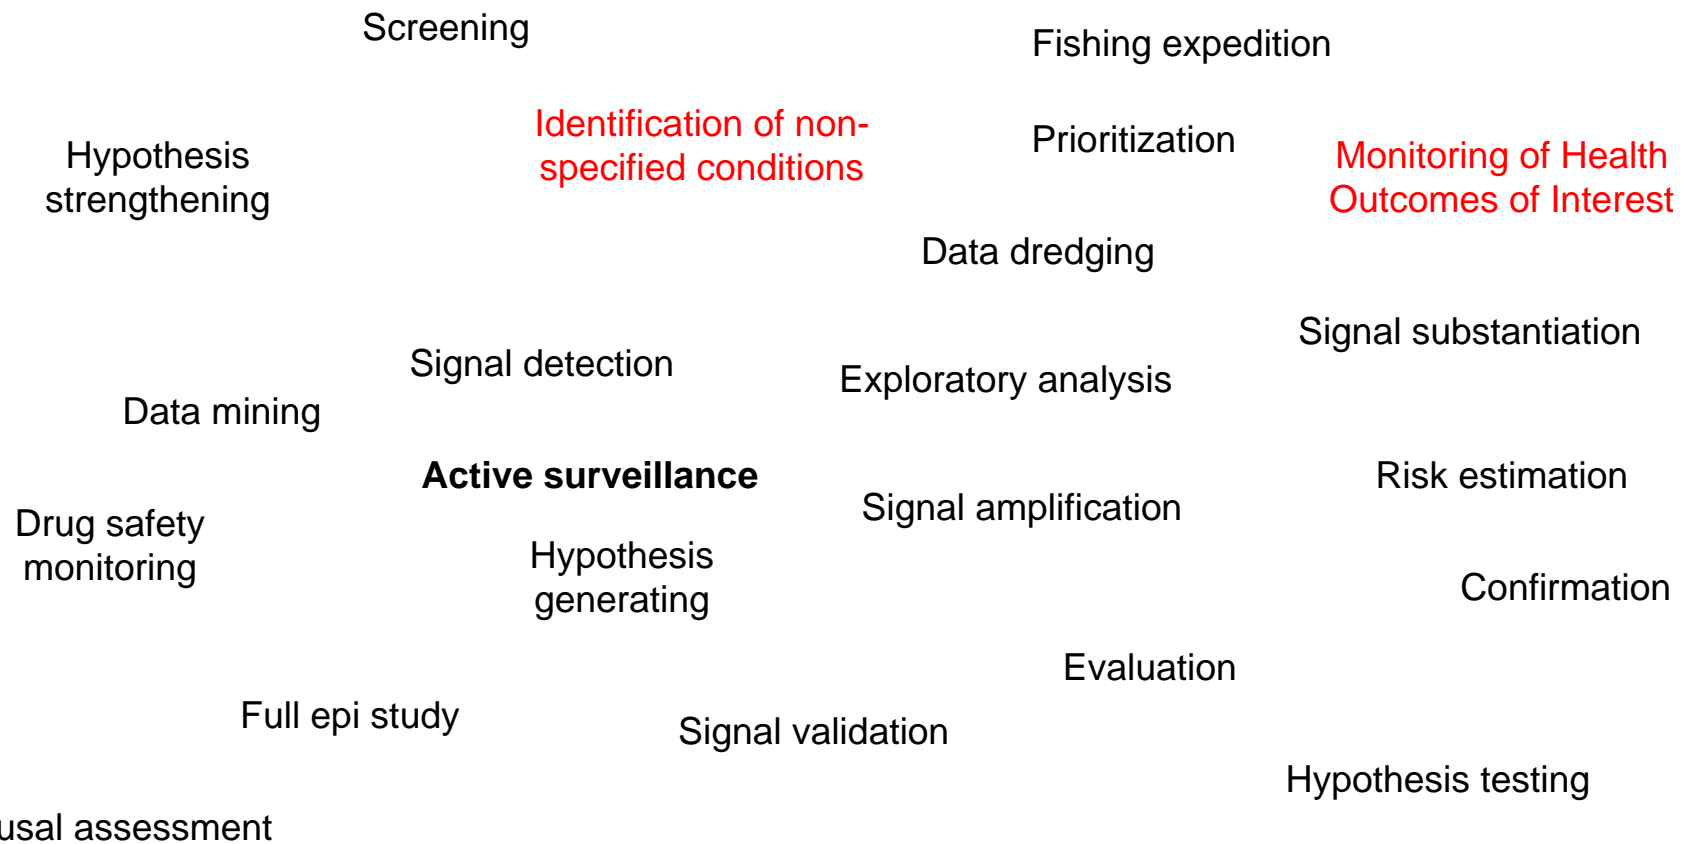 Screening
Fishing expedition
Identification of non-
specified conditions
Prioritization
Hypothesis
strengthening
Monitoring of Health
Outcomes of Interest
Data dredging
Signal substantiation
Signal detection
Exploratory analysis
Data mining
Active surveillance
Risk estimation
Signal amplification
Drug safety
monitoring
Hypothesis
generating
Confirmation
Evaluation
Full epi study
Signal validation
Hypothesis testing
usal assessment